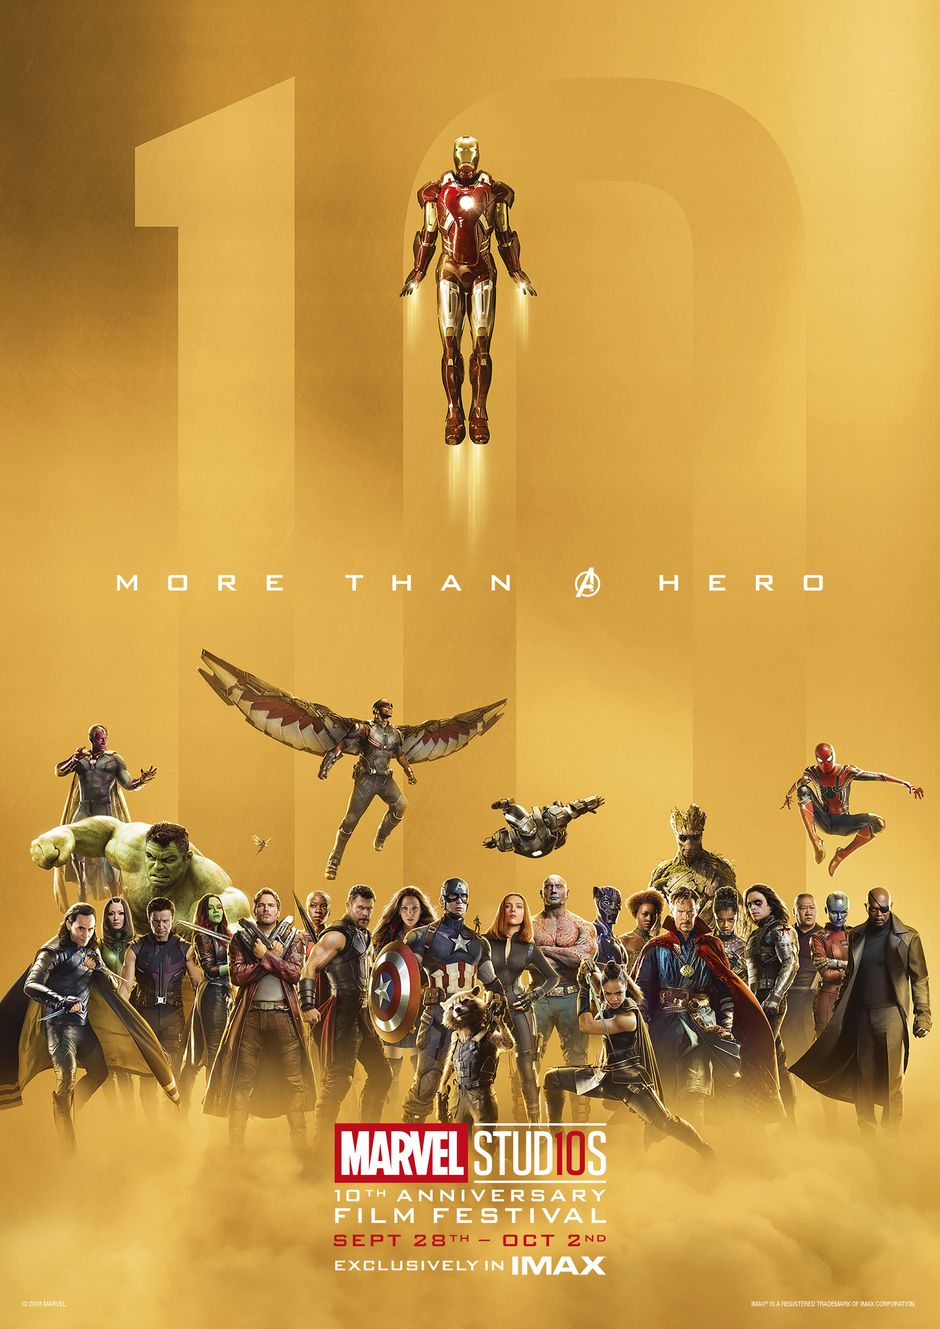 10
MORE THAN A HERO
MARVEL STUD10S
10TH ANNIVERSARY
FILM FESTIVAL
SEPT 28TH – OCT 2ND
EXCLUSIVELY IN IMAX
© 2018 MARVEL
IMAX® IS A REGISTERED TRADEMARK OF IMAX CORPORATION.